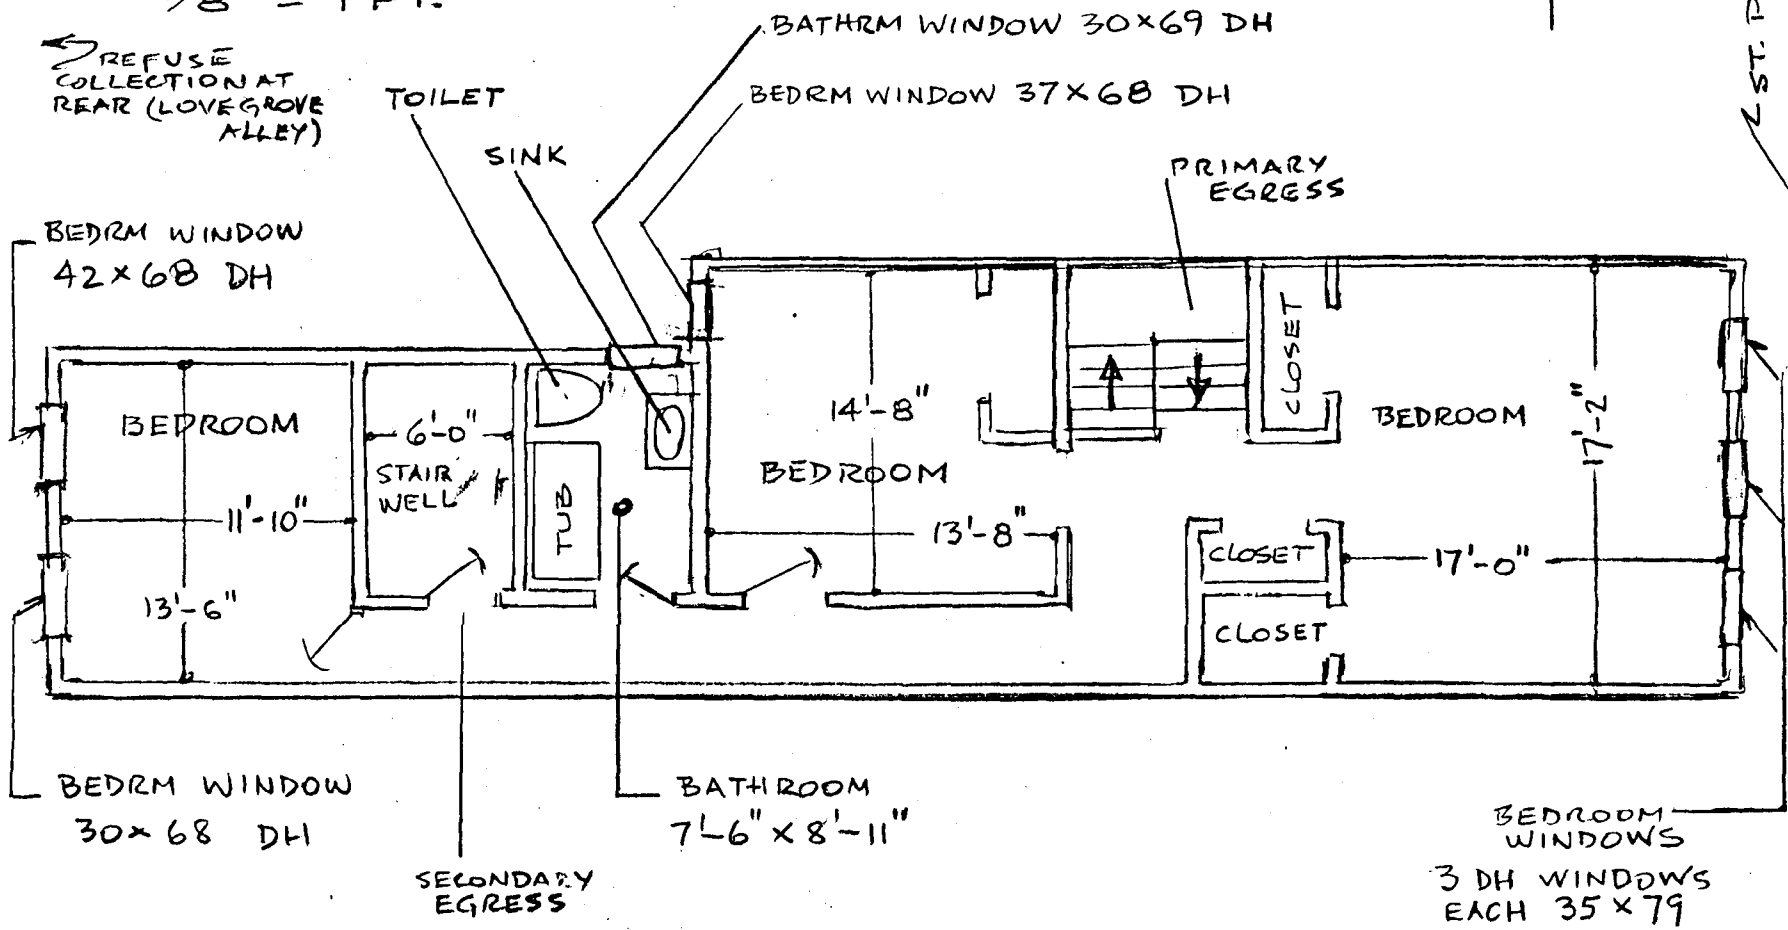 REFUSE
COLLECTION AT
REAR (LOVEGROVE
ALLEY)
TOILET
SINK
BATHRM WINDOW 30×69 DH
BEDRM WINDOW 37×68 DH
PRIMARY
EGRESS
BEDRM WINDOW
42×68 DH
BEDROOM
6'-0"
STAIR
WELL
11'-10"
13'-6"
TUB
14'-8"
BEDROOM
13'-8"
CLOSET
BEDROOM
17'-2"
CLOSET
17'-0"
CLOSET
BEDRM WINDOW
30×68 DH
SECONDARY
EGRESS
BATHROOM
7'-6" × 8'-11"
BEDROOM
WINDOWS
3 DH WINDOWS
EACH 35×79
ST.